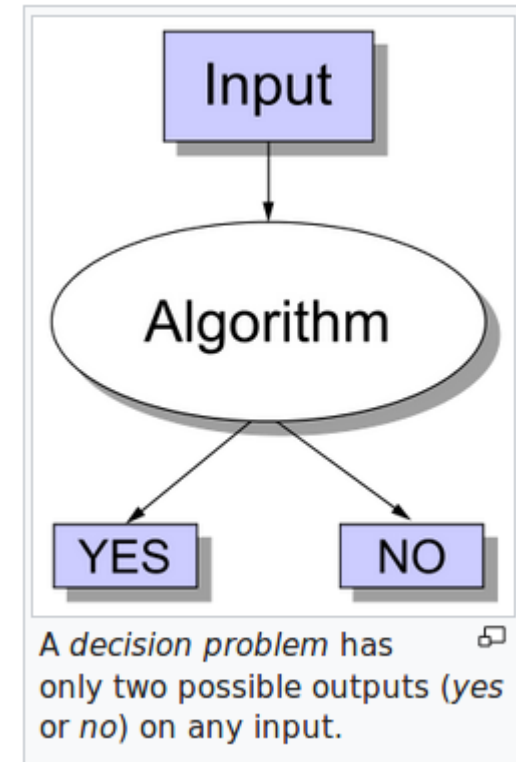 Input
Algorithm
YES NO
A decision problem has
only two possible outputs (yes
or no) on any input.